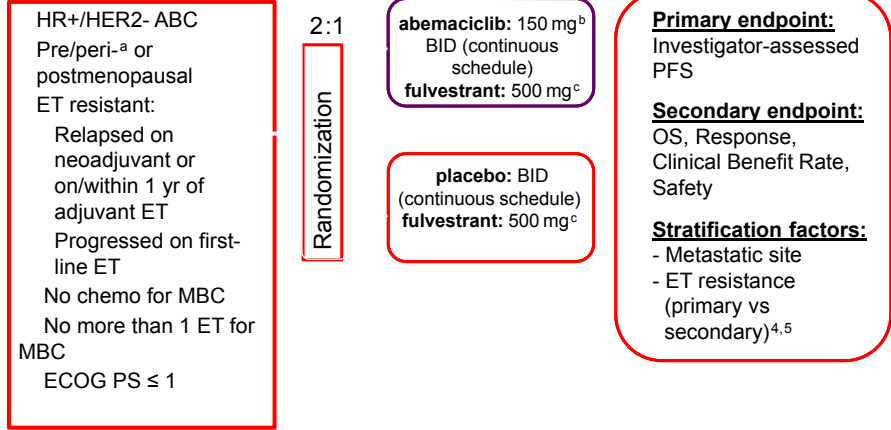 HR+/HER2- ABC
Pre/peri-ᵃ or
postmenopausal
ET resistant:
Relapsed on
neoadjuvant or
on/within 1 yr of
adjuvant ET
Progressed on first-
line ET
No chemo for MBC
No more than 1 ET for
MBC
ECOG PS ≤ 1
2:1
Randomization
abemaciclib: 150 mgᵇ
BID (continuous
schedule)
fulvestrant: 500 mgᶜ
placebo: BID
(continuous schedule)
fulvestrant: 500 mgᶜ
Primary endpoint:
Investigator-assessed
PFS
Secondary endpoint:
OS, Response,
Clinical Benefit Rate,
Safety
Stratification factors:
- Metastatic site
- ET resistance
(primary vs
secondary)⁴,⁵